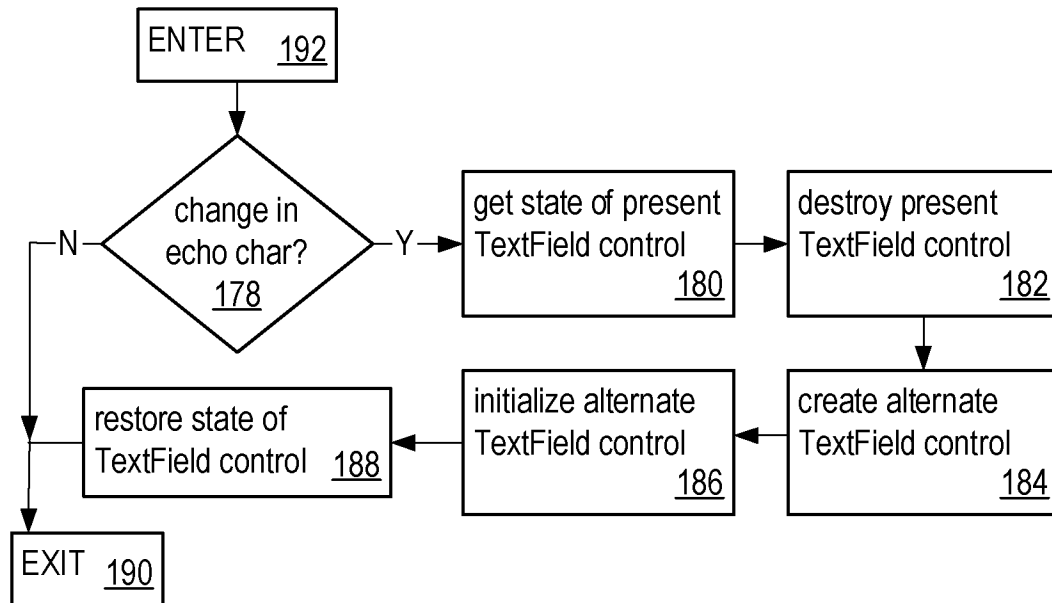 ENTER 192
change in
echo char?
178
N
Y
get state of present
TextField control
180
destroy present
TextField control
182
create alternate
TextField control
184
initialize alternate
TextField control
186
restore state of
TextField control 188
EXIT 190